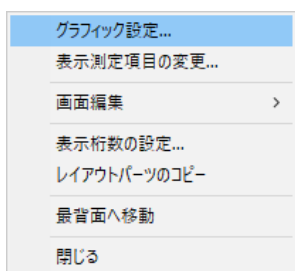 グラフィック設定...
表示測定項目の変更...
画面編集
表示桁数の設定...
レイアウトパーツのコピー
最背面へ移動
閉じる